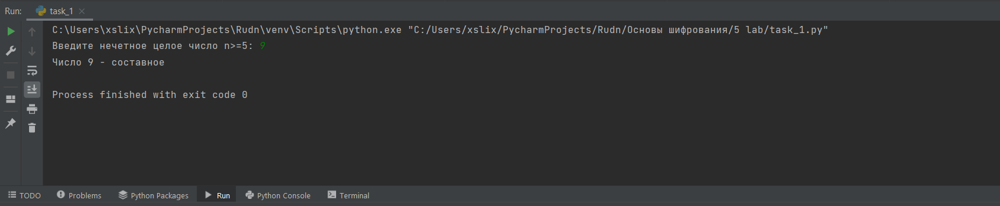 Run: task_1
C:\Users\xslix\PycharmProjects\Rudn\venv\Scripts\python.exe "C:/Users/xslix/PycharmProjects/Rudn/Основы шифрования/5 lab/task_1.py"
Введите нечетное целое число n>=5: 9
Число 9 - составное
Process finished with exit code 0
TODO Problems Python Packages Run Python Console Terminal